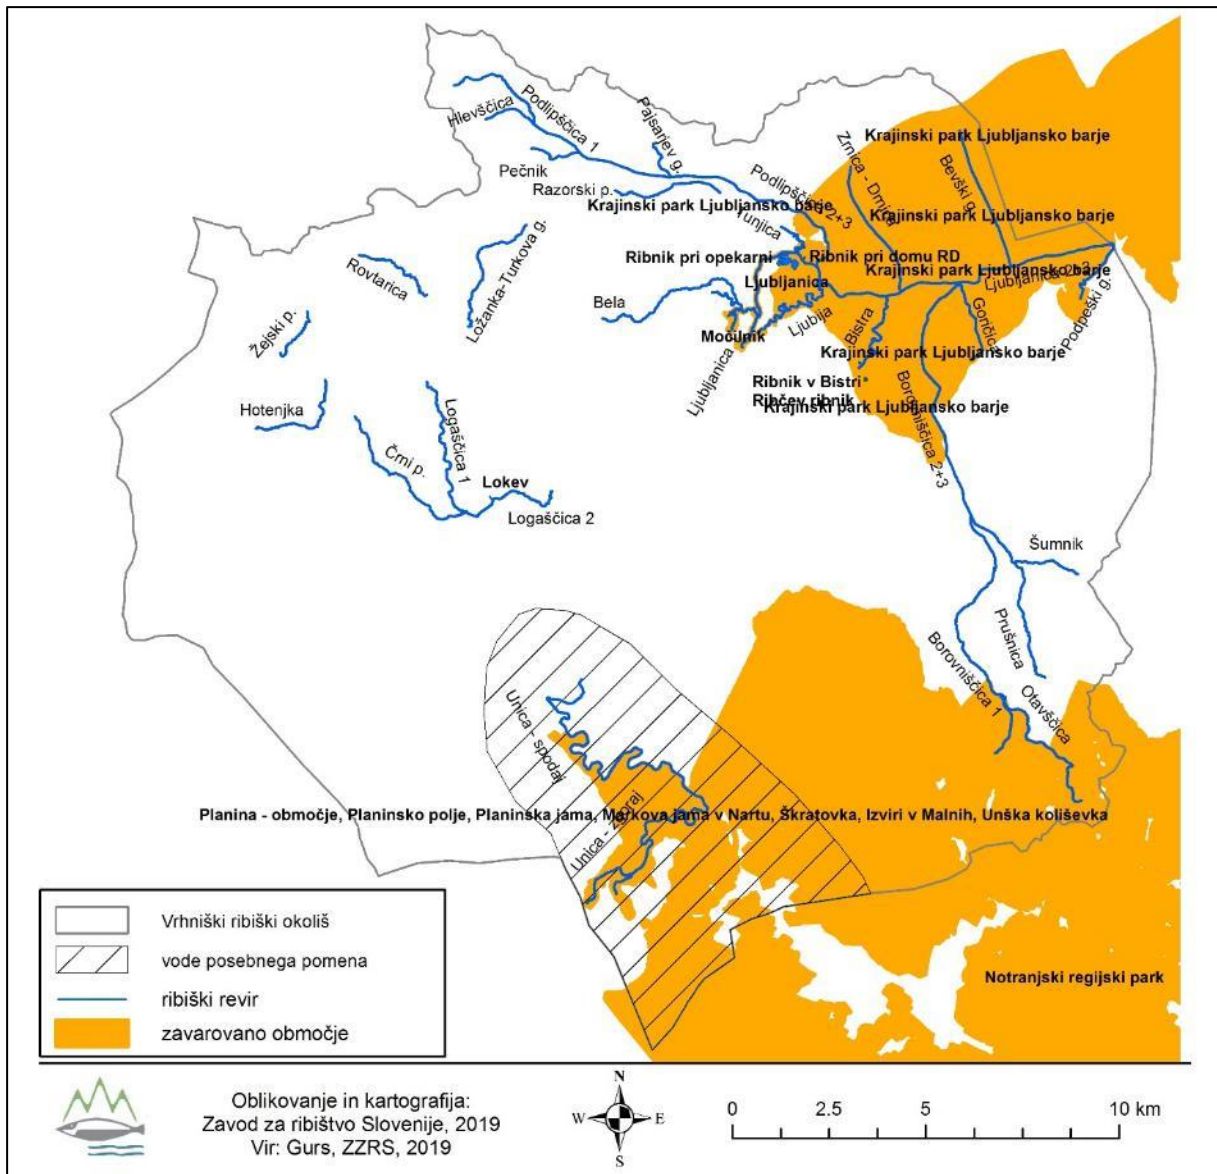 Hlevščica
Podlipščica 1
Pajsarjev g.
Pečnik
Razorski p.
Podlipščica 2+3
Zrnica - Drnica
Krajinski park Ljubljansko barje
Bevški g.
Krajinski park Ljubljansko barje
Tunjica
Krajinski park Ljubljansko barje
Ribnik pri opekarni
Ribnik pri domu RD
Krajinski park Ljubljansko barje
Ljubljanica 2+3
Ljubljanica
Rovtarica
Ložanka-Turkova g.
Bela
Ljubija
Bistra
Goričica
Podpeški g.
Žejski p.
Močilnik
Ljubljanica
Krajinski park Ljubljansko barje
Ribnik v Bistri
Ribčev ribnik
Krajinski park Ljubljansko barje
Hotenjka
Logaščica 1
Črni p.
Lokev
Logaščica 2
Borovniščica 2+3
Šumnik
Prušnica
Borovniščica 1
Otavščica
Unica - spodaj
Unica - zgoraj
Planina - območje, Planinsko polje, Planinska jama, Markova jama v Nartu, Škratovka, Izviri v Malnih, Unška koliševka
Notranjski regijski park
Vrhniški ribiški okoliš
vode posebnega pomena
ribiški revir
zavarovano območje
Oblikovanje in kartografija:
Zavod za ribištvo Slovenije, 2019
Vir: Gurs, ZZRS, 2019
N
W
E
S
0 2.5 5 10 km